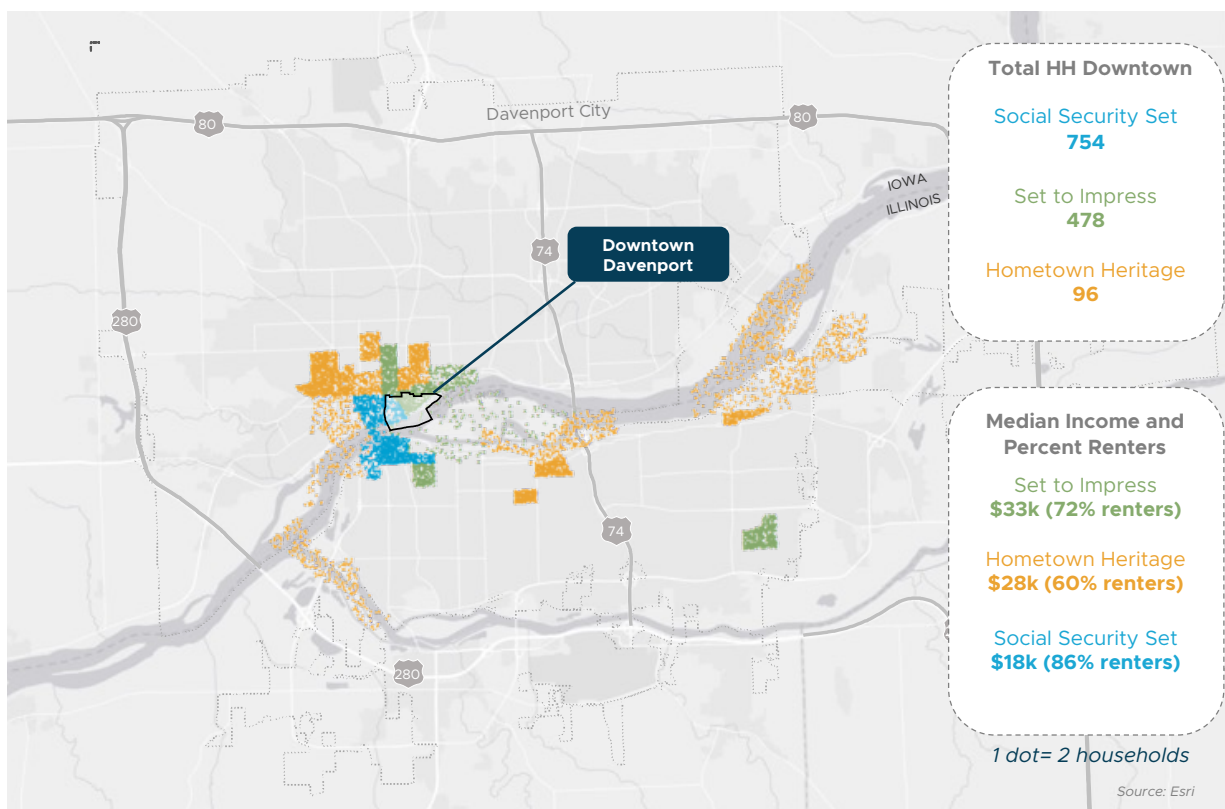 Davenport City
80
80
IOWA
ILLINOIS
74
Downtown
Davenport
280
74
280
Total HH Downtown
Social Security Set
754
Set to Impress
478
Hometown Heritage
96
Median Income and
Percent Renters
Set to Impress
$33k (72% renters)
Hometown Heritage
$28k (60% renters)
Social Security Set
$18k (86% renters)
1 dot= 2 households
Source: Esri